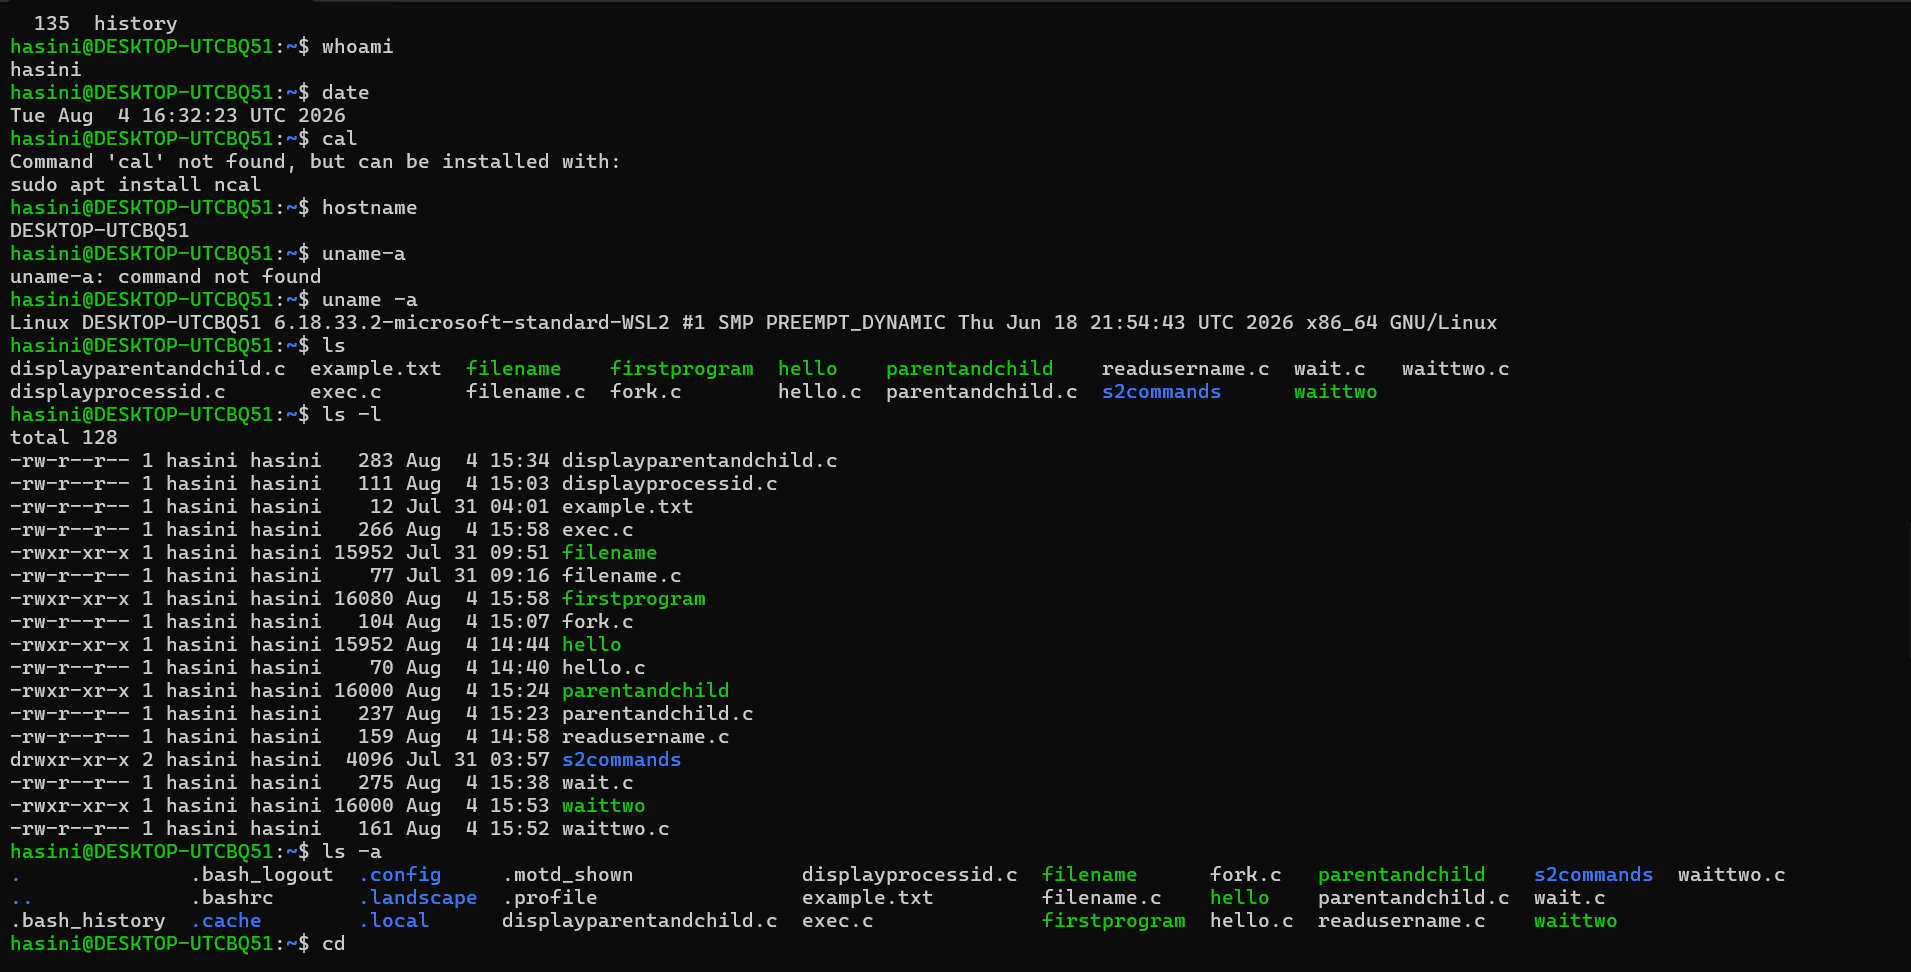 135  history
hasini@DESKTOP-UTCBQ51:~$ whoami
hasini
hasini@DESKTOP-UTCBQ51:~$ date
Tue Aug  4 16:32:23 UTC 2026
hasini@DESKTOP-UTCBQ51:~$ cal
Command 'cal' not found, but can be installed with:
sudo apt install ncal
hasini@DESKTOP-UTCBQ51:~$ hostname
DESKTOP-UTCBQ51
hasini@DESKTOP-UTCBQ51:~$ uname-a
uname-a: command not found
hasini@DESKTOP-UTCBQ51:~$ uname -a
Linux DESKTOP-UTCBQ51 6.18.33.2-microsoft-standard-WSL2 #1 SMP PREEMPT_DYNAMIC Thu Jun 18 21:54:43 UTC 2026 x86_64 GNU/Linux
hasini@DESKTOP-UTCBQ51:~$ ls
displayparentandchild.c  example.txt  filename    firstprogram  hello    parentandchild    readusername.c  wait.c   waittwo.c
displayprocessid.c       exec.c       filename.c  fork.c        hello.c  parentandchild.c  s2commands      waittwo
hasini@DESKTOP-UTCBQ51:~$ ls -l
total 128
-rw-r--r-- 1 hasini hasini   283 Aug  4 15:34 displayparentandchild.c
-rw-r--r-- 1 hasini hasini   111 Aug  4 15:03 displayprocessid.c
-rw-r--r-- 1 hasini hasini    12 Jul 31 04:01 example.txt
-rw-r--r-- 1 hasini hasini   266 Aug  4 15:58 exec.c
-rwxr-xr-x 1 hasini hasini 15952 Jul 31 09:51 filename
-rw-r--r-- 1 hasini hasini    77 Jul 31 09:16 filename.c
-rwxr-xr-x 1 hasini hasini 16080 Aug  4 15:58 firstprogram
-rw-r--r-- 1 hasini hasini   104 Aug  4 15:07 fork.c
-rwxr-xr-x 1 hasini hasini 15952 Aug  4 14:44 hello
-rw-r--r-- 1 hasini hasini    70 Aug  4 14:40 hello.c
-rwxr-xr-x 1 hasini hasini 16000 Aug  4 15:24 parentandchild
-rw-r--r-- 1 hasini hasini   237 Aug  4 15:23 parentandchild.c
-rw-r--r-- 1 hasini hasini   159 Aug  4 14:58 readusername.c
drwxr-xr-x 2 hasini hasini  4096 Jul 31 03:57 s2commands
-rw-r--r-- 1 hasini hasini   275 Aug  4 15:38 wait.c
-rwxr-xr-x 1 hasini hasini 16000 Aug  4 15:53 waittwo
-rw-r--r-- 1 hasini hasini   161 Aug  4 15:52 waittwo.c
hasini@DESKTOP-UTCBQ51:~$ ls -a
.              .bash_logout  .config     .motd_shown              displayprocessid.c  filename      fork.c   parentandchild    s2commands  waittwo.c
..             .bashrc       .landscape  .profile                 example.txt         filename.c    hello    parentandchild.c  wait.c
.bash_history  .cache        .local      displayparentandchild.c  exec.c              firstprogram  hello.c  readusername.c    waittwo
hasini@DESKTOP-UTCBQ51:~$ cd